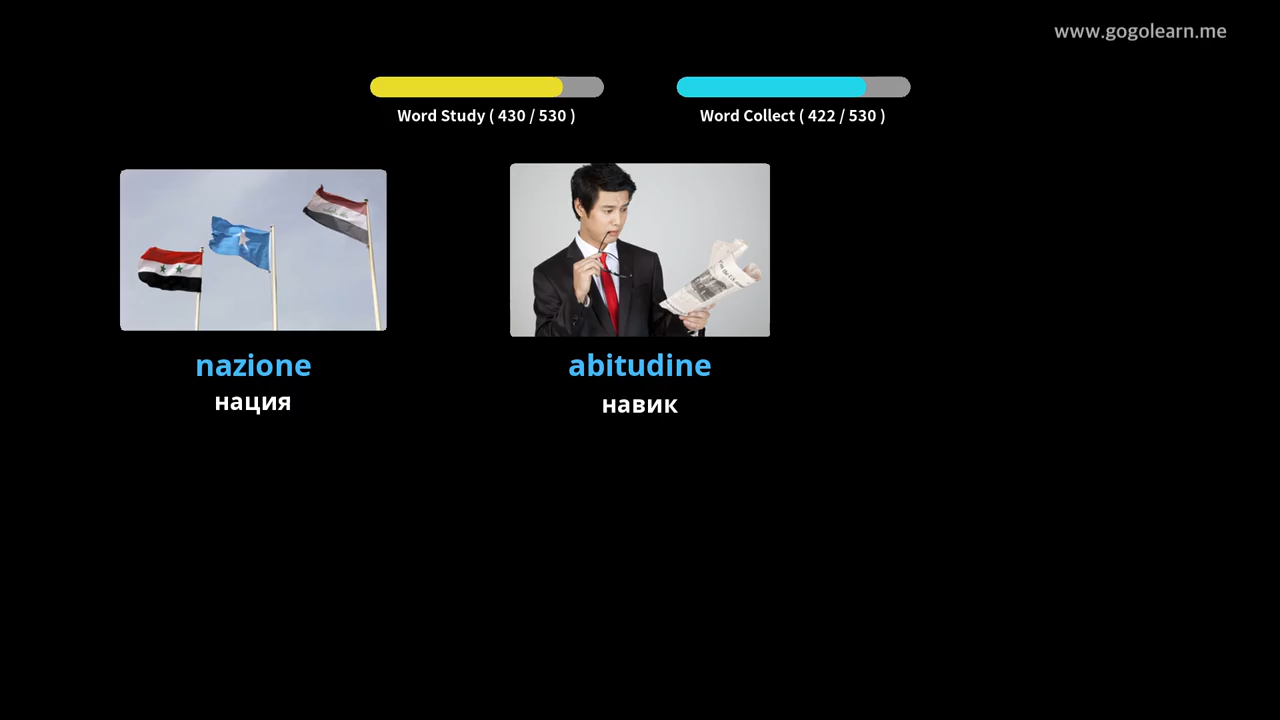 www.gogolearn.me
Word Study ( 430 / 530 )
Word Collect ( 422 / 530 )
nazione
нация
abitudine
навик